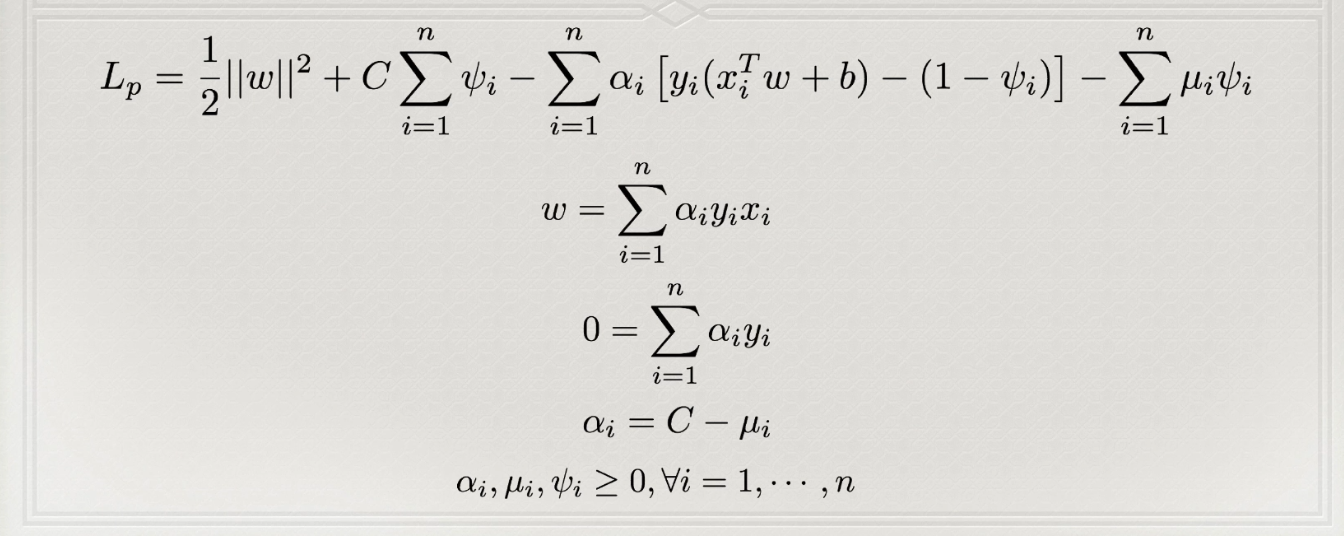 L_p = \frac{1}{2}||w||^2 + C \sum_{i=1}^{n} \psi_i - \sum_{i=1}^{n} \alpha_i \left[ y_i(x_i^T w + b) - (1 - \psi_i) \right] - \sum_{i=1}^{n} \mu_i \psi_i
w = \sum_{i=1}^{n} \alpha_i y_i x_i
0 = \sum_{i=1}^{n} \alpha_i y_i
\alpha_i = C - \mu_i
\alpha_i, \mu_i, \psi_i \geq 0, \forall i = 1, \cdots, n